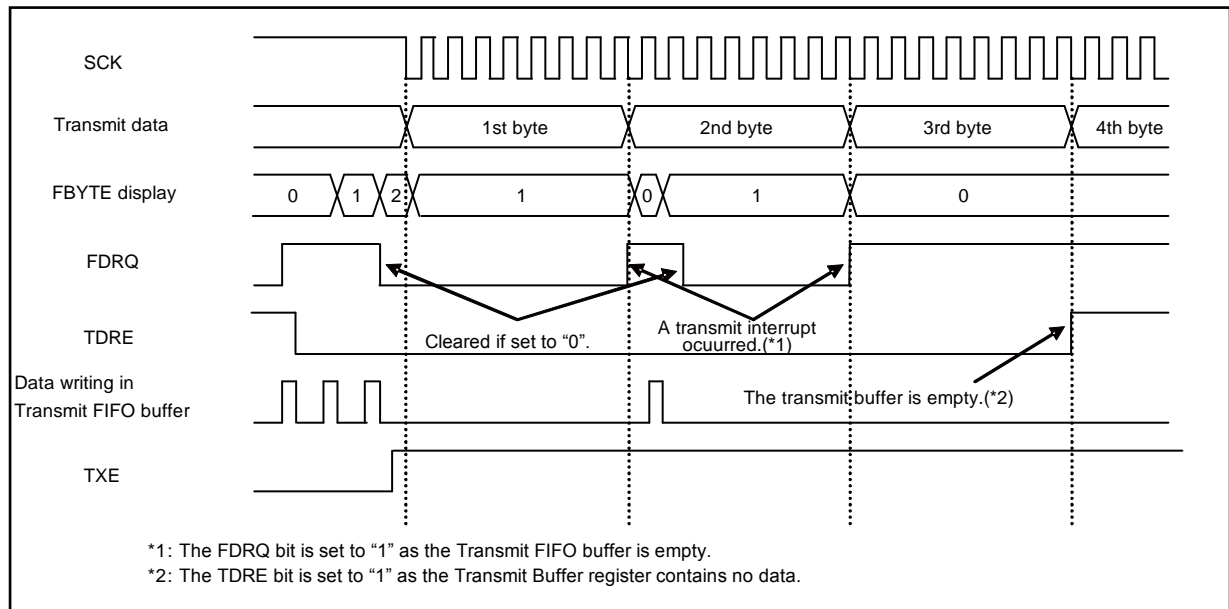 SCK
Transmit data
1st byte
2nd byte
3rd byte
4th byte
FBYTE display
0
1
2
1
0
1
0
FDRQ
Cleared if set to “0”.
A transmit interrupt
ocuurred.(*1)
TDRE
The transmit buffer is empty.(*2)
Data writing in
Transmit FIFO buffer
TXE
*1: The FDRQ bit is set to “1” as the Transmit FIFO buffer is empty.
*2: The TDRE bit is set to “1” as the Transmit Buffer register contains no data.